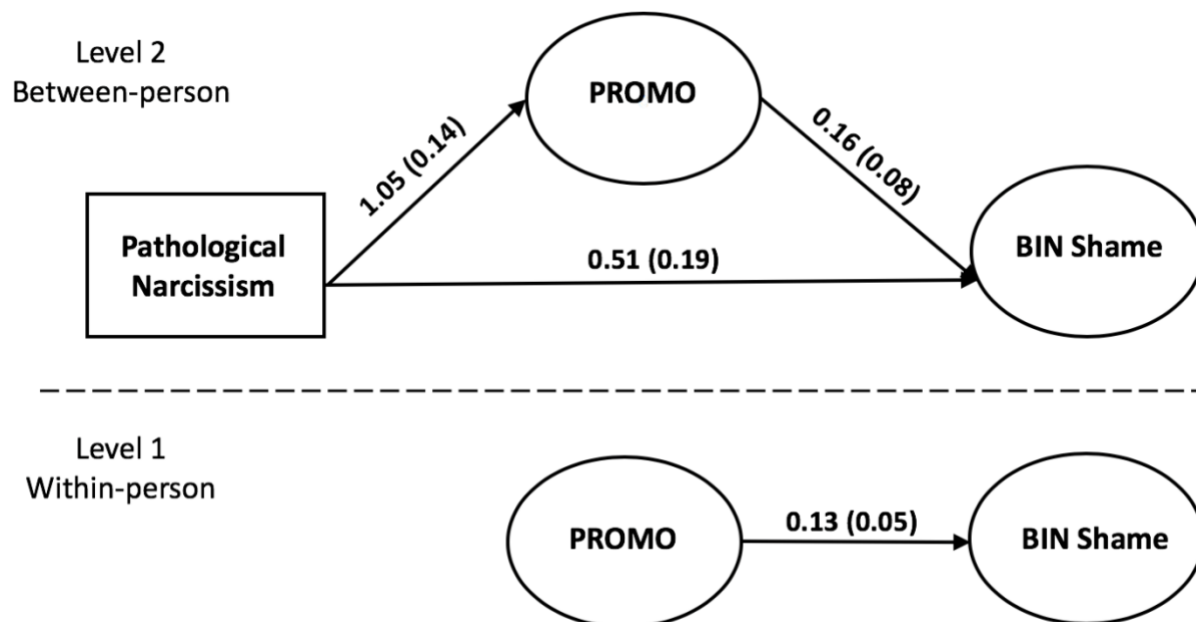 Level 2
Between-person
PROMO
1.05 (0.14)
0.16 (0.08)
Pathological
Narcissism
0.51 (0.19)
BIN Shame
Level 1
Within-person
PROMO
0.13 (0.05)
BIN Shame